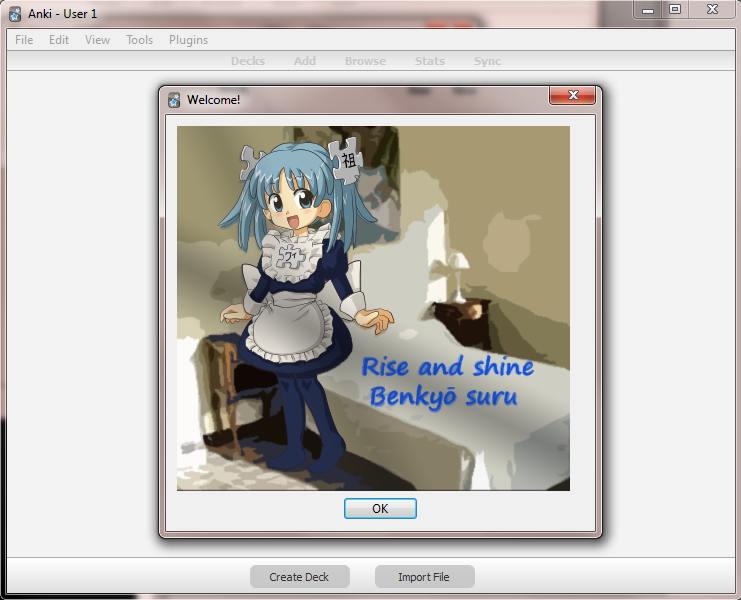 Anki - User 1
File Edit View Tools Plugins
Decks Add Browse Stats Sync
Welcome!
祖
ウィ
Rise and shine
Benkyō suru
OK
Create Deck Import File